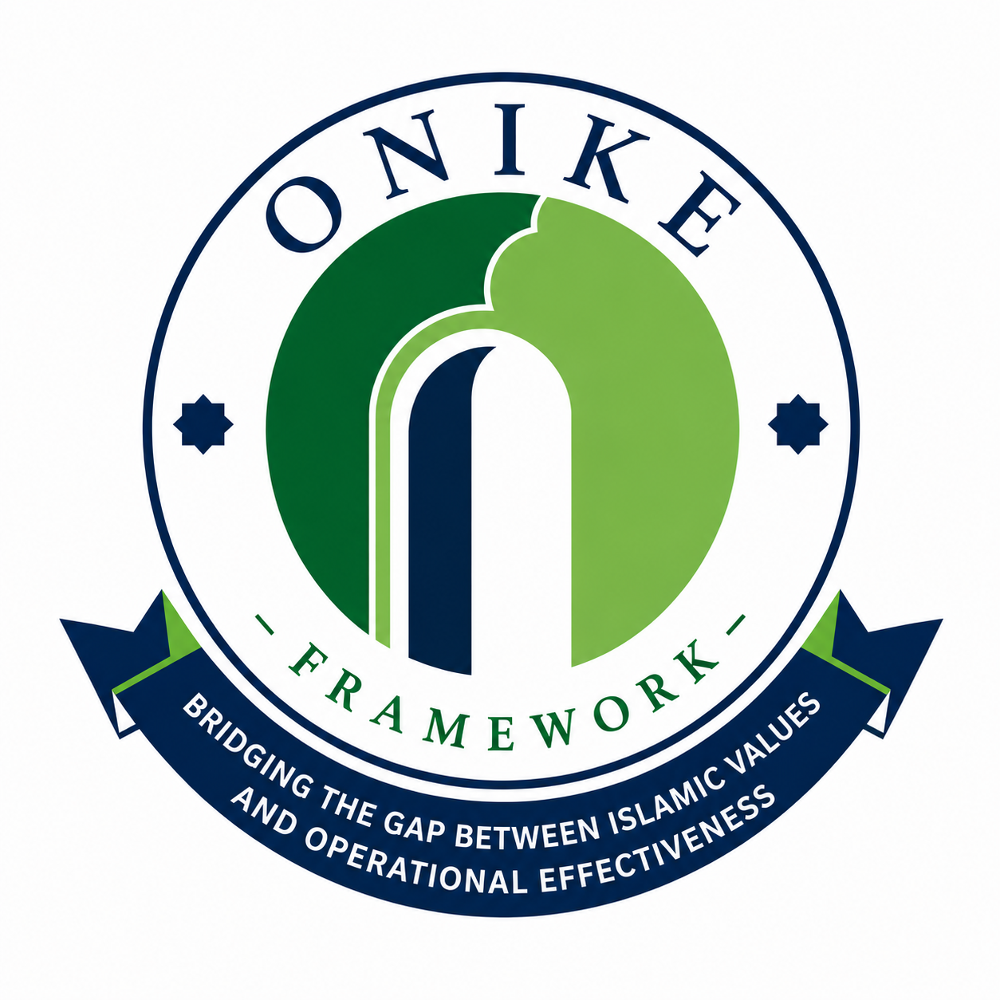 ONIKE
- FRAMEWORK -
BRIDGING THE GAP BETWEEN ISLAMIC VALUES
AND OPERATIONAL EFFECTIVENESS